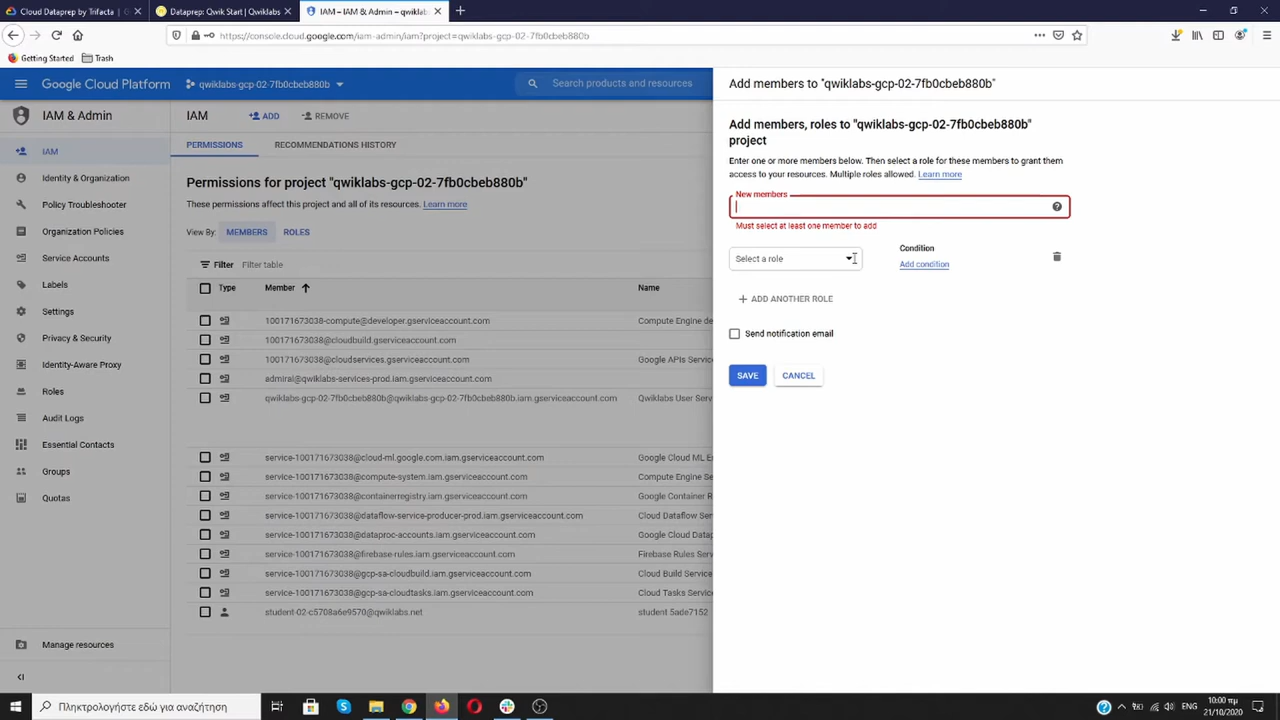 Cloud Dataprep by Trifacta |
Dataprep: Qwik Start | Qwiklabs
IAM – IAM & Admin – qwiklabs-
https://console.cloud.google.com/iam-admin/iam?project=qwiklabs-gcp-02-7fb0cbeb880b
Getting Started
Trash
Google Cloud Platform
qwiklabs-gcp-02-7fb0cbeb880b
Search products and resources
IAM & Admin
IAM
Identity & Organization
Policy Troubleshooter
Organization Policies
Service Accounts
Labels
Settings
Privacy & Security
Identity-Aware Proxy
Roles
Audit Logs
Essential Contacts
Groups
Quotas
Manage resources
IAM
ADD
REMOVE
PERMISSIONS
RECOMMENDATIONS HISTORY
Permissions for project "qwiklabs-gcp-02-7fb0cbeb880b"
These permissions affect this project and all of its resources. Learn more
View By: MEMBERS ROLES
Filter Filter table
Type Member Name
100171673038-compute@developer.gserviceaccount.com Compute Engine de
100171673038@cloudbuild.gserviceaccount.com
100171673038@cloudservices.gserviceaccount.com Google APIs Service
admiral@qwiklabs-services-prod.iam.gserviceaccount.com
qwiklabs-gcp-02-7fb0cbeb880b@qwiklabs-gcp-02-7fb0cbeb880b.iam.gserviceaccount.com Qwiklabs User Servi
service-100171673038@cloud-ml.google.com.iam.gserviceaccount.com Google Cloud ML E
service-100171673038@compute-system.iam.gserviceaccount.com Compute Engine Se
service-100171673038@containerregistry.iam.gserviceaccount.com Google Container R
service-100171673038@dataflow-service-producer-prod.iam.gserviceaccount.com Cloud Dataflow Serv
service-100171673038@dataproc-accounts.iam.gserviceaccount.com Google Cloud Data
service-100171673038@firebase-rules.iam.gserviceaccount.com Firebase Rules Serv
service-100171673038@gcp-sa-cloudbuild.iam.gserviceaccount.com Cloud Build Service
service-100171673038@gcp-sa-cloudtasks.iam.gserviceaccount.com Cloud Tasks Service
student-02-c5708a6e9570@qwiklabs.net student 5ade7152
Add members to "qwiklabs-gcp-02-7fb0cbeb880b"
Add members, roles to "qwiklabs-gcp-02-7fb0cbeb880b"
project
Enter one or more members below. Then select a role for these members to grant them
access to your resources. Multiple roles allowed. Learn more
New members
Must select at least one member to add
Select a role
Condition
Add condition
ADD ANOTHER ROLE
Send notification email
SAVE
CANCEL
Πληκτρολογήστε εδώ για αναζήτηση
ΕΛ
10:00 πμ
21/10/2020